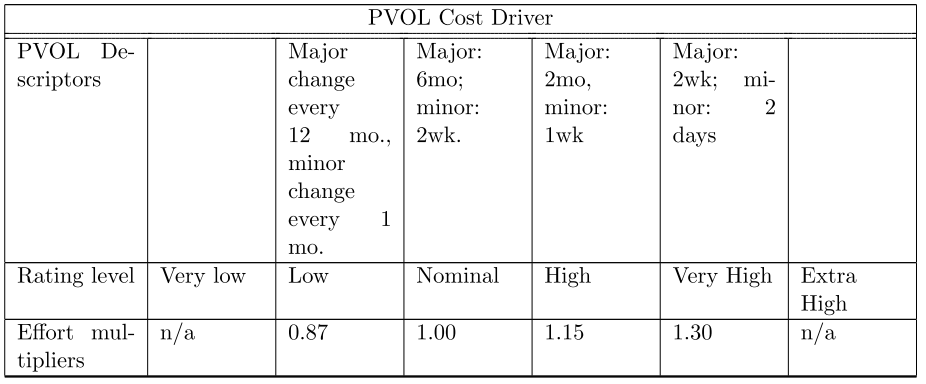 PVOL Cost Driver
PVOL De-
scriptors
Major
change
every
12 mo.,
minor
change
every 1
mo.
Major:
6mo;
minor:
2wk.
Major:
2mo,
minor:
1wk
Major:
2wk; mi-
nor: 2
days
Rating level
Very low
Low
Nominal
High
Very High
Extra
High
Effort mul-
tipliers
n/a
0.87
1.00
1.15
1.30
n/a